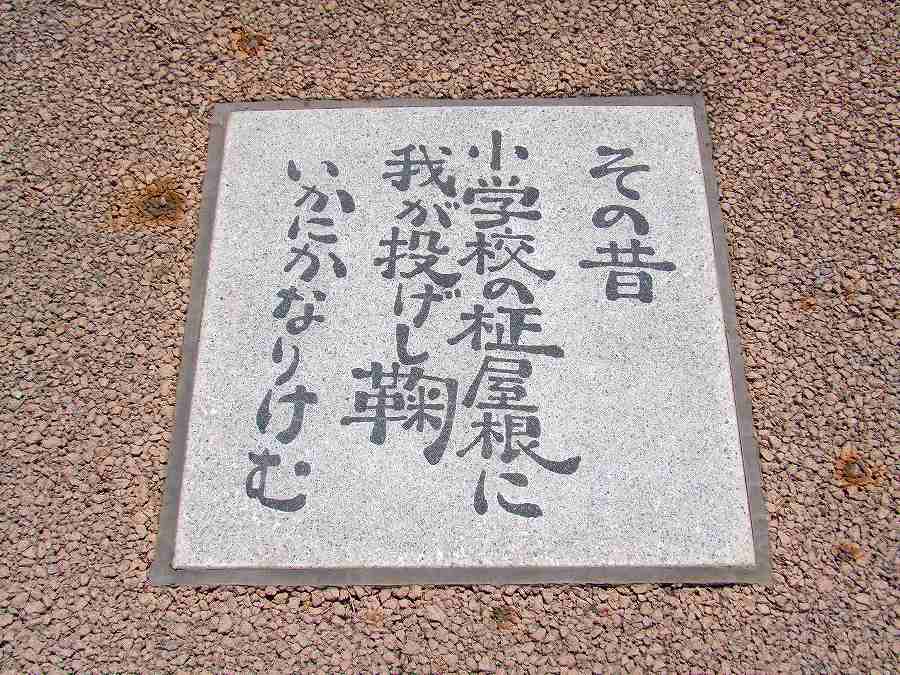 その昔
小学校の柾屋根に
我が投げし鞠
いかにかなりけむ